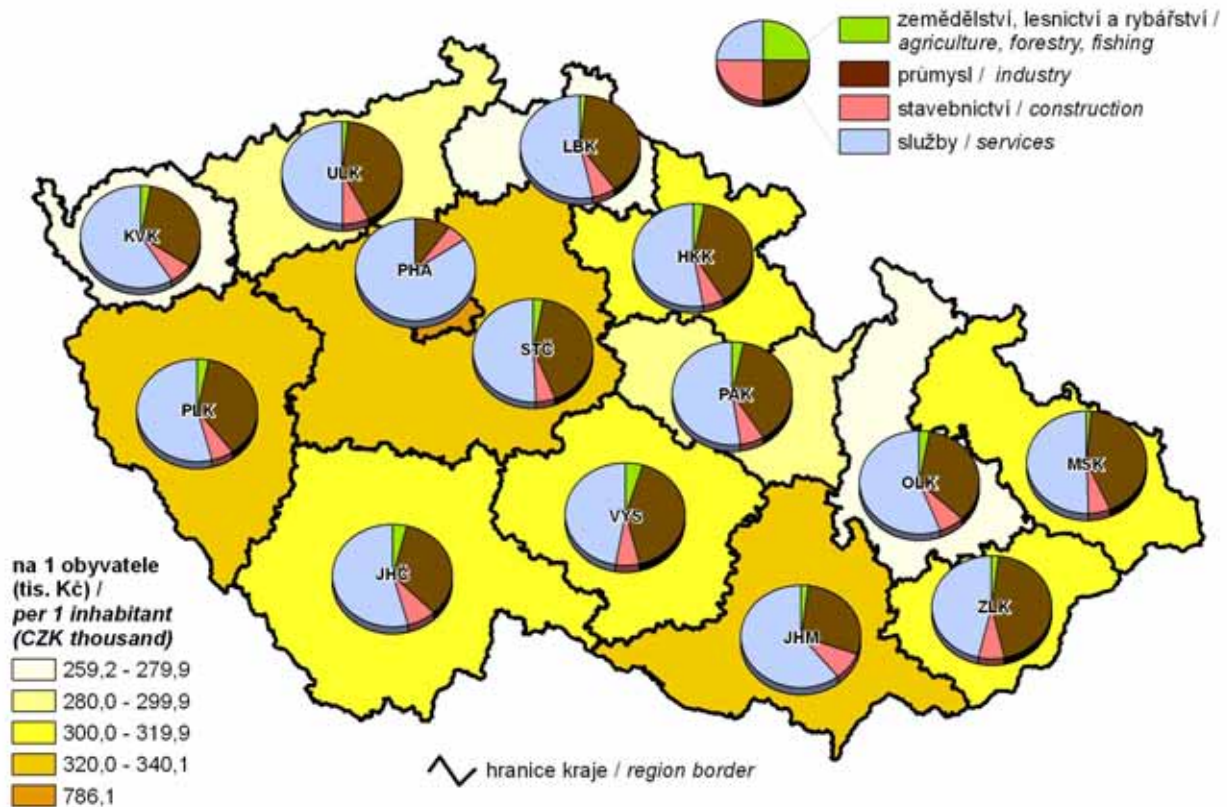 zemědělství, lesnictví a rybářství /
agriculture, forestry, fishing
průmysl / industry
stavebnictví / construction
služby / services
LBK
ULK
KVK
HKK
PHA
STČ
PAK
PLK
MSK
OLK
VYS
JHČ
ZLK
JHM
na 1 obyvatele
(tis. Kč) /
per 1 inhabitant
(CZK thousand)
259,2 - 279,9
280,0 - 299,9
300,0 - 319,9
320,0 - 340,1
786,1
hranice kraje / region border